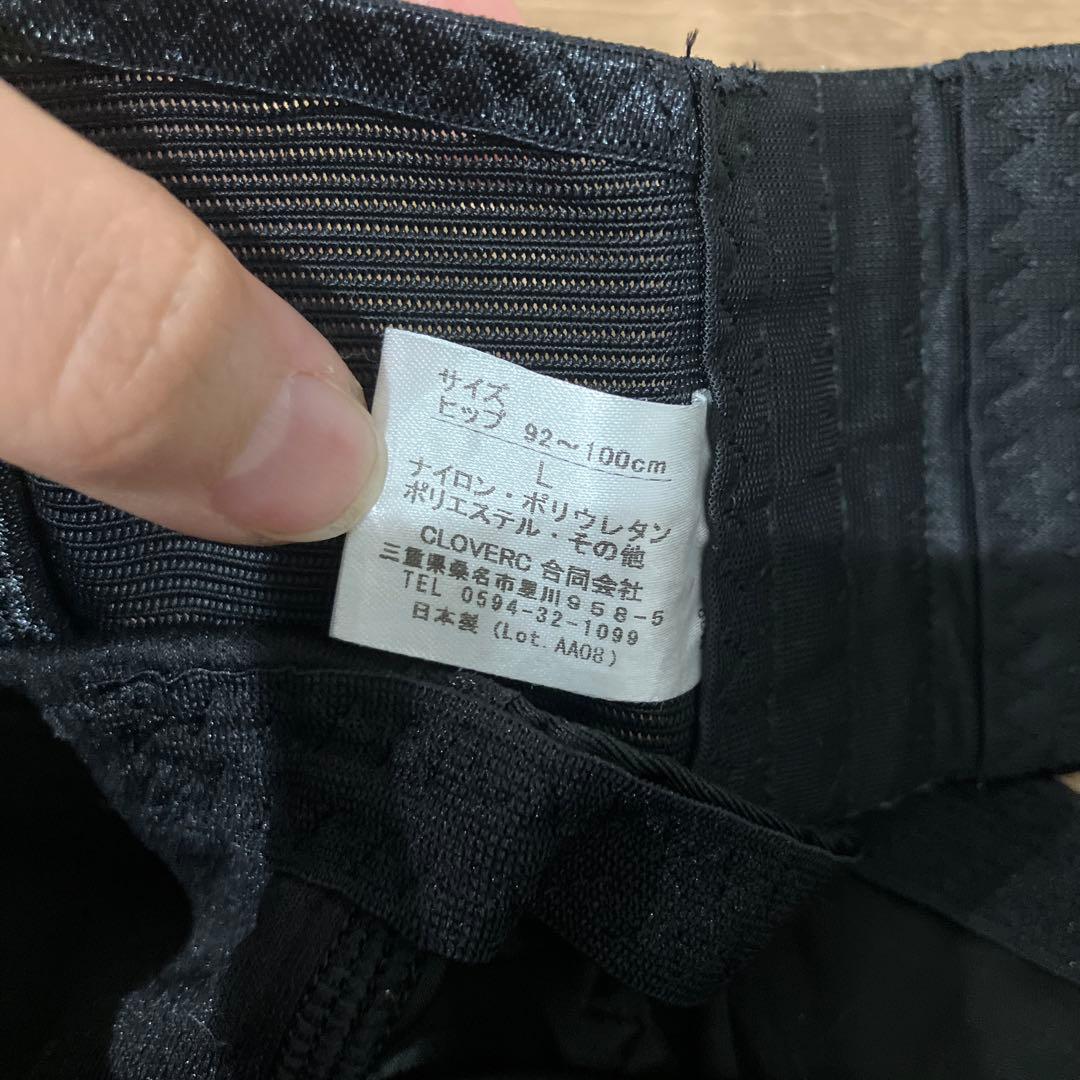 サイズ
ヒップ 92～100cm
L
ナイロン・ポリウレタン
ポリエステル・その他
CLOVERC 合同会社
三重県桑名市星川958-5
TEL 0594-32-1099
日本製 (Lot. AA08)